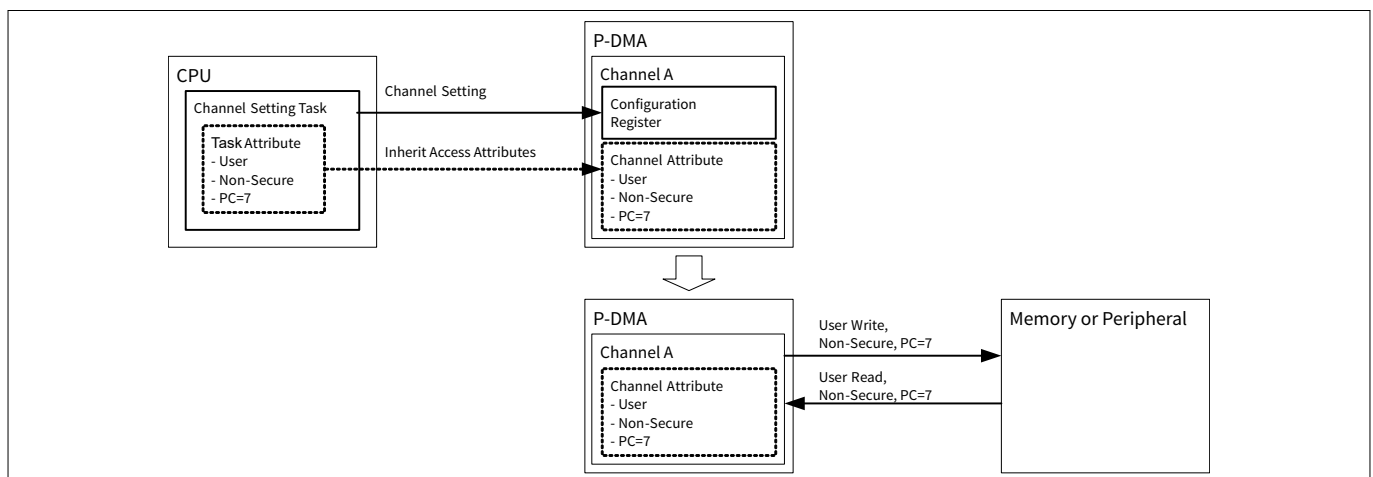 CPU
Channel Setting Task
Task Attribute
- User
- Non-Secure
- PC=7
Channel Setting
Inherit Access Attributes
P-DMA
Channel A
Configuration
Register
Channel Attribute
- User
- Non-Secure
- PC=7
P-DMA
Channel A
Channel Attribute
- User
- Non-Secure
- PC=7
User Write,
Non-Secure, PC=7
User Read,
Non-Secure, PC=7
Memory or Peripheral